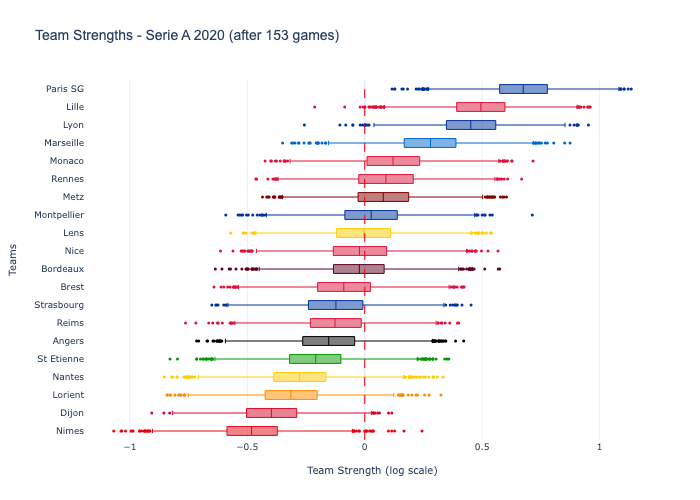 Team Strengths - Serie A 2020 (after 153 games)
Paris SG
Lille
Lyon
Marseille
Monaco
Rennes
Metz
Montpellier
Lens
Nice
Bordeaux
Brest
Strasbourg
Reims
Angers
St Etienne
Nantes
Lorient
Dijon
Nimes
Teams
−1 −0.5 0 0.5 1
Team Strength (log scale)